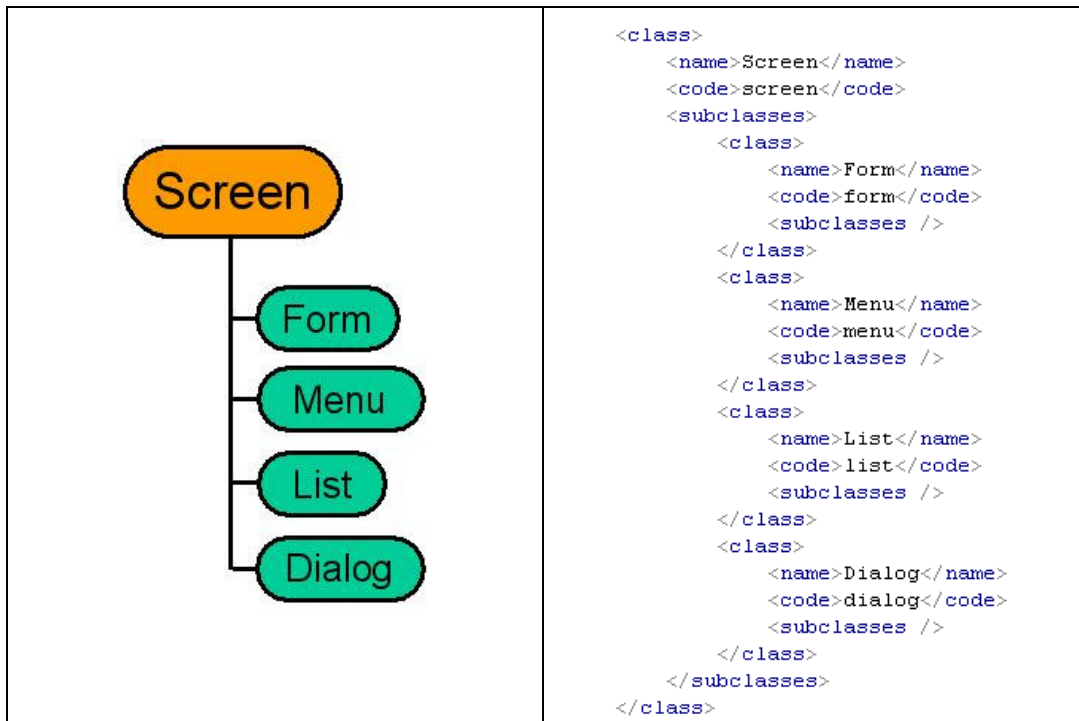 Screen
Form
Menu
List
Dialog
<class>
<name>Screen</name>
<code>screen</code>
<subclasses>
<class>
<name>Form</name>
<code>form</code>
<subclasses />
</class>
<class>
<name>Menu</name>
<code>menu</code>
<subclasses />
</class>
<class>
<name>List</name>
<code>list</code>
<subclasses />
</class>
<class>
<name>Dialog</name>
<code>dialog</code>
<subclasses />
</class>
</subclasses>
</class>